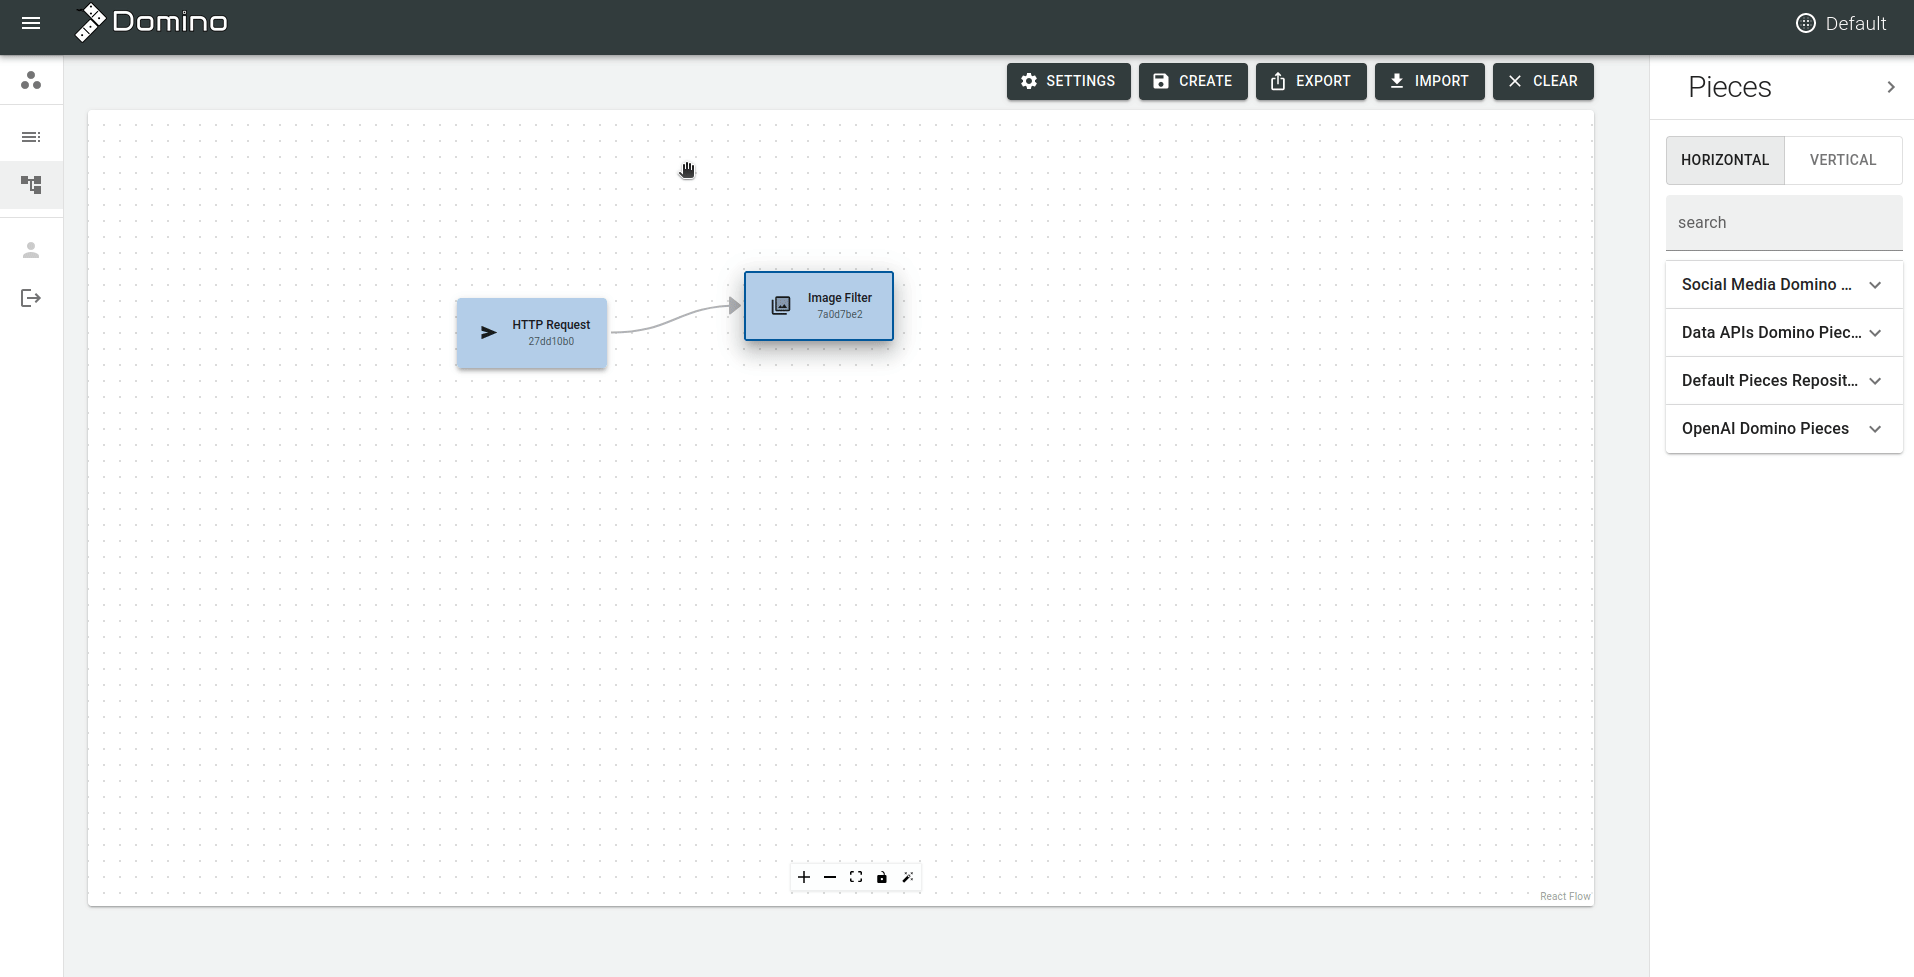 Domino
Default
SETTINGS
CREATE
EXPORT
IMPORT
CLEAR
Pieces
HORIZONTAL
VERTICAL
search
Social Media Domino ...
Data APIs Domino Piec...
Default Pieces Reposit...
OpenAI Domino Pieces
HTTP Request
27dd10b0
Image Filter
7a0d7be2
React Flow